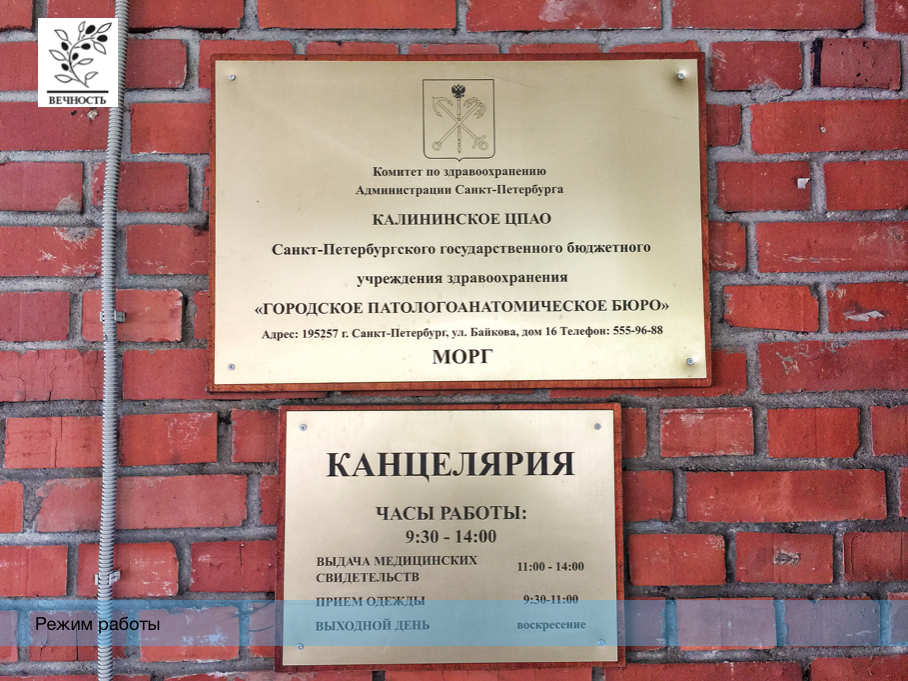 ВЕЧНОСТЬ
Комитет по здравоохранению
Администрации Санкт-Петербурга
КАЛИНИНСКОЕ ЦПАО
Санкт-Петербургского государственного бюджетного
учреждения здравоохранения
«ГОРОДСКОЕ ПАТОЛОГОАНАТОМИЧЕСКОЕ БЮРО»
Адрес: 195257 г. Санкт-Петербург, ул. Байкова, дом 16 Телефон: 555-96-88
МОРГ
КАНЦЕЛЯРИЯ
ЧАСЫ РАБОТЫ:
9:30 - 14:00
ВЫДАЧА МЕДИЦИНСКИХ
СВИДЕТЕЛЬСТВ 11:00 - 14:00
ПРИЕМ ОДЕЖДЫ 9:30-11:00
ВЫХОДНОЙ ДЕНЬ воскресение
Режим работы